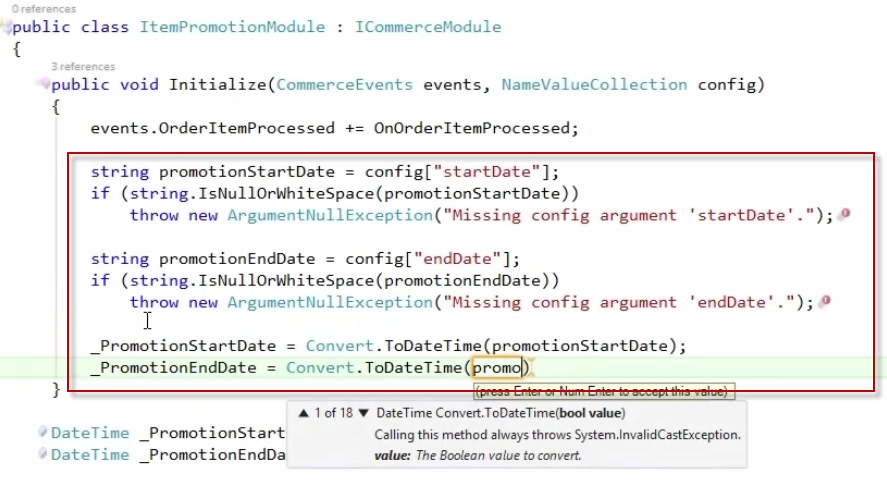 0 references
public class ItemPromotionModule : ICommerceModule
{
3 references
public void Initialize(CommerceEvents events, NameValueCollection config)
{
events.OrderItemProcessed += OnOrderItemProcessed;
string promotionStartDate = config["startDate"];
if (string.IsNullOrWhiteSpace(promotionStartDate))
throw new ArgumentNullException("Missing config argument 'startDate'.");
string promotionEndDate = config["endDate"];
if (string.IsNullOrWhiteSpace(promotionEndDate))
throw new ArgumentNullException("Missing config argument 'endDate'.");
_PromotionStartDate = Convert.ToDateTime(promotionStartDate);
_PromotionEndDate = Convert.ToDateTime(promo)
}
(press Enter or Num Enter to accept this value)
▲ 1 of 18 ▼ DateTime Convert.ToDateTime(bool value)
Calling this method always throws System.InvalidCastException.
value: The Boolean value to convert.
DateTime _PromotionStart
DateTime _PromotionEndDa